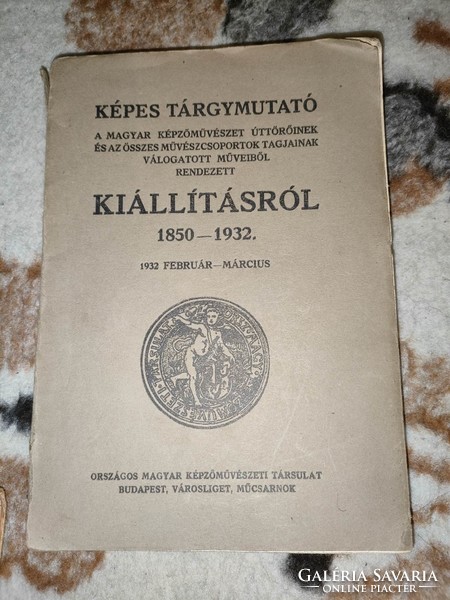 KÉPES TÁRGYMUTATÓ
A MAGYAR KÉPZŐMŰVÉSZET ÚTTÖRŐINEK
ÉS AZ ÖSSZES MŰVÉSZCSOPORTOK TAGJAINAK
VÁLOGATOTT MŰVEIBŐL
RENDEZETT
KIÁLLÍTÁSRÓL
1850—1932.
1932 FEBRUÁR—MÁRCIUS
ORSZÁGOS MAGYAR KÉPZŐMŰVÉSZETI TÁRSULAT
BUDAPEST, VÁROSLIGET, MŰCSARNOK
GALÉRIA SAVARIA
ONLINE PIACTÉR